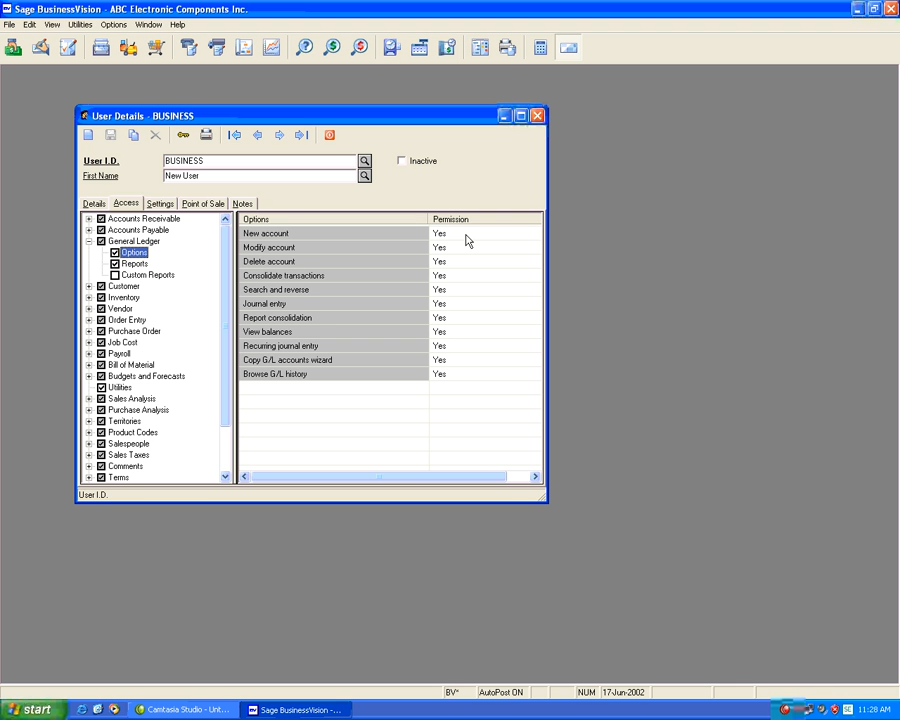 Sage BusinessVision - ABC Electronic Components Inc.
File Edit View Utilities Options Window Help
User Details - BUSINESS
User I.D. BUSINESS Inactive
First Name New User
Details Access Settings Point of Sale Notes
Accounts Receivable
Accounts Payable
General Ledger
Options
Reports
Custom Reports
Customer
Inventory
Vendor
Order Entry
Purchase Order
Job Cost
Payroll
Bill of Material
Budgets and Forecasts
Utilities
Sales Analysis
Purchase Analysis
Territories
Product Codes
Salespeople
Sales Taxes
Comments
Terms
Options Permission
New account Yes
Modify account Yes
Delete account Yes
Consolidate transactions Yes
Search and reverse Yes
Journal entry Yes
Report consolidation Yes
View balances Yes
Recurring journal entry Yes
Copy G/L accounts wizard Yes
Browse G/L history Yes
User I.D.
BV* AutoPost ON NUM 17-Jun-2002
start Camtasia Studio - Unt... Sage BusinessVision -... SE 11:28 AM